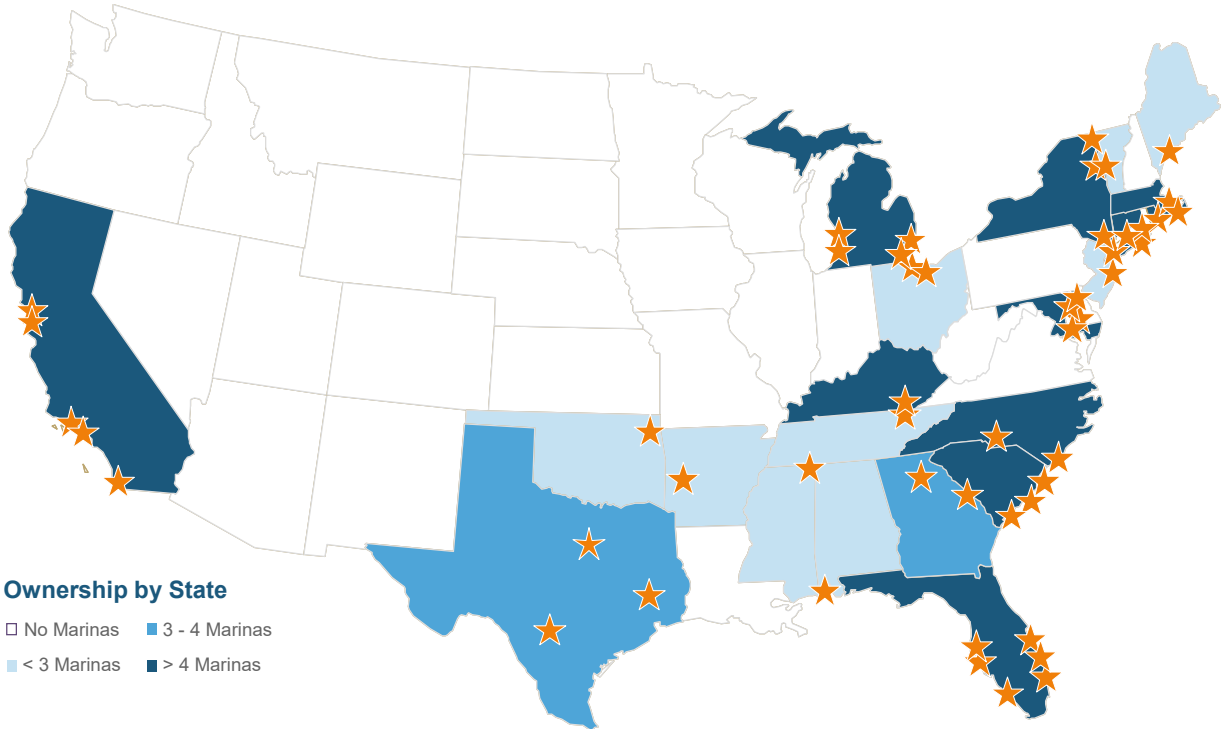 Ownership by State
No Marinas
3 - 4 Marinas
< 3 Marinas
> 4 Marinas